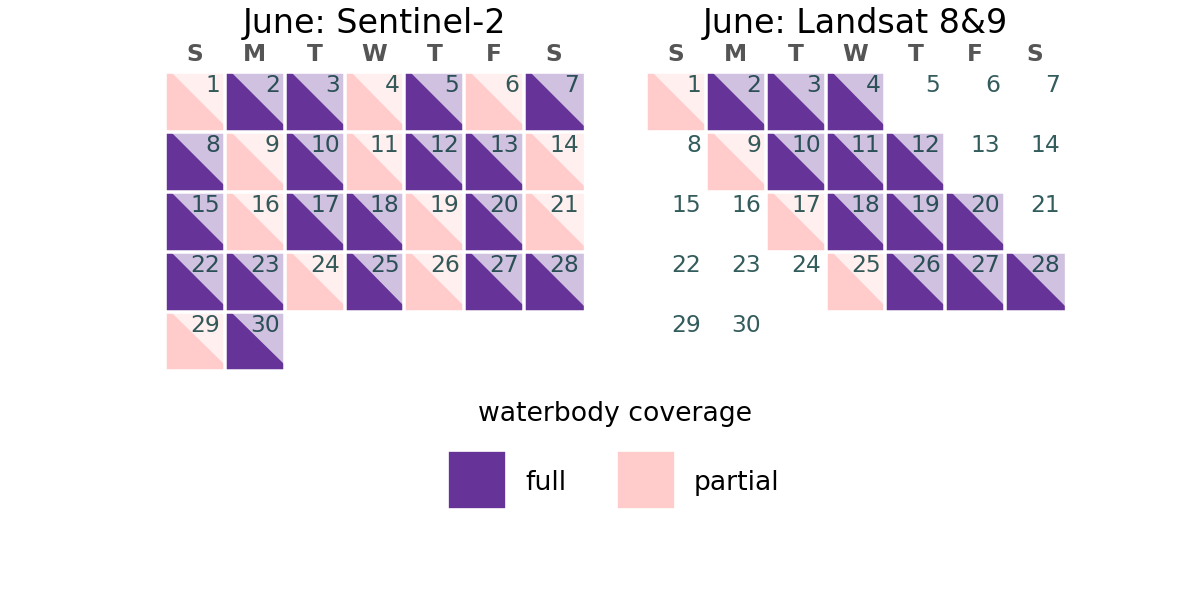 June: Sentinel-2
S M T W T F S
1 2 3 4 5 6 7
8 9 10 11 12 13 14
15 16 17 18 19 20 21
22 23 24 25 26 27 28
29 30
June: Landsat 8&9
S M T W T F S
1 2 3 4 5 6 7
8 9 10 11 12 13 14
15 16 17 18 19 20 21
22 23 24 25 26 27 28
29 30
waterbody coverage
full partial